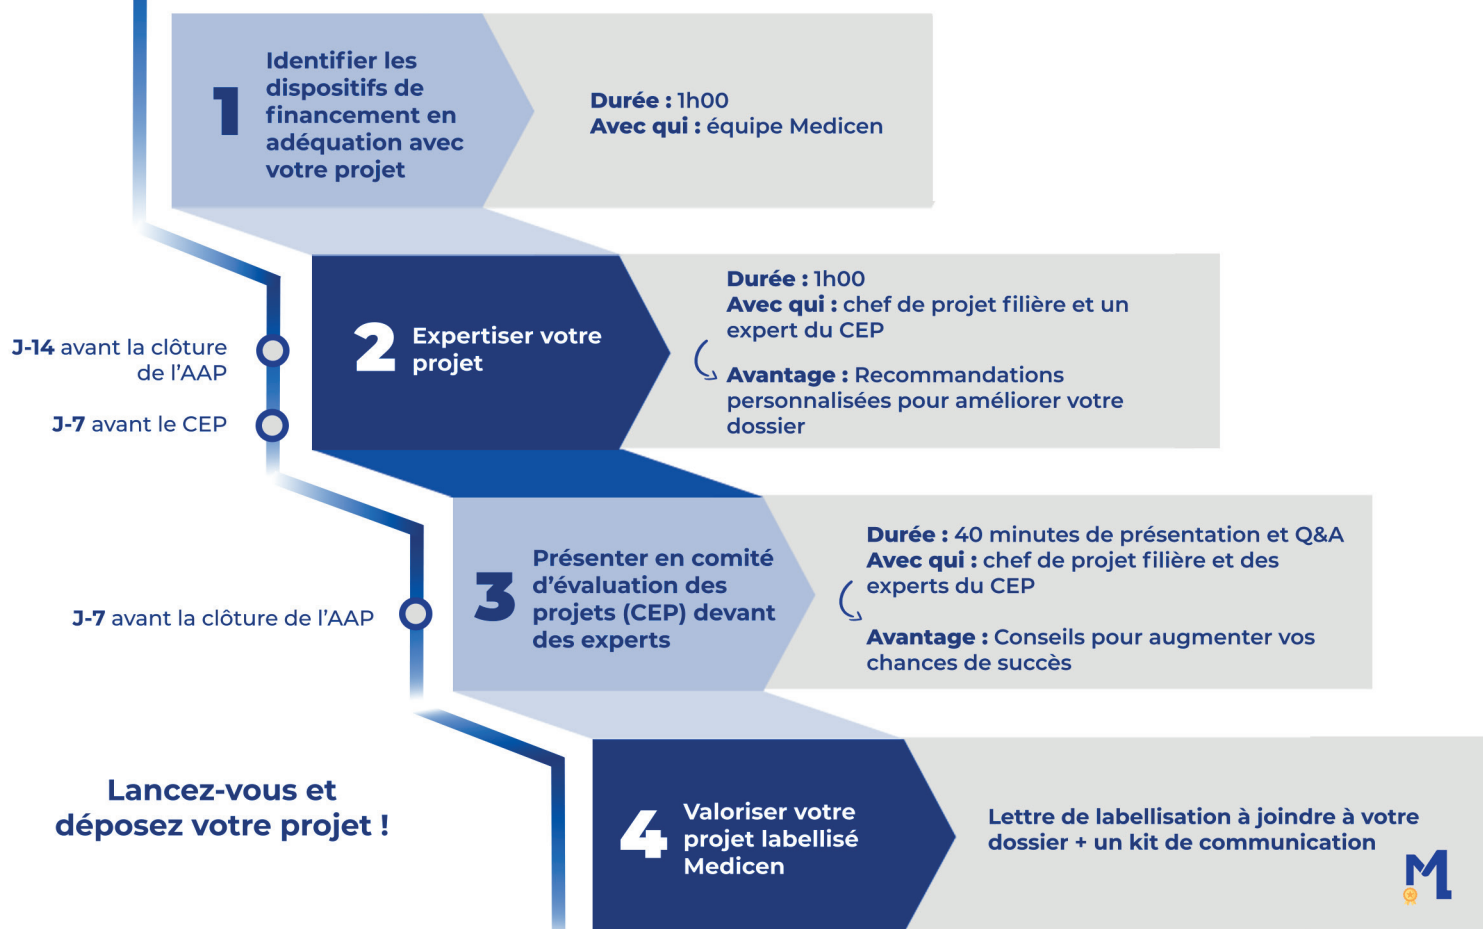 1
Identifier les
dispositifs de
financement en
adéquation avec
votre projet
Durée : 1h00
Avec qui : équipe Medicen
J-14 avant la clôture
de l'AAP
J-7 avant le CEP
2
Expertiser votre
projet
Durée : 1h00
Avec qui : chef de projet filière et un
expert du CEP
Avantage : Recommandations
personnalisées pour améliorer votre
dossier
J-7 avant la clôture de l'AAP
3
Présenter en comité
d'évaluation des
projets (CEP) devant
des experts
Durée : 40 minutes de présentation et Q&A
Avec qui : chef de projet filière et des
experts du CEP
Avantage : Conseils pour augmenter vos
chances de succès
Lancez-vous et
déposez votre projet !
4
Valoriser votre
projet labellisé
Medicen
Lettre de labellisation à joindre à votre
dossier + un kit de communication
M